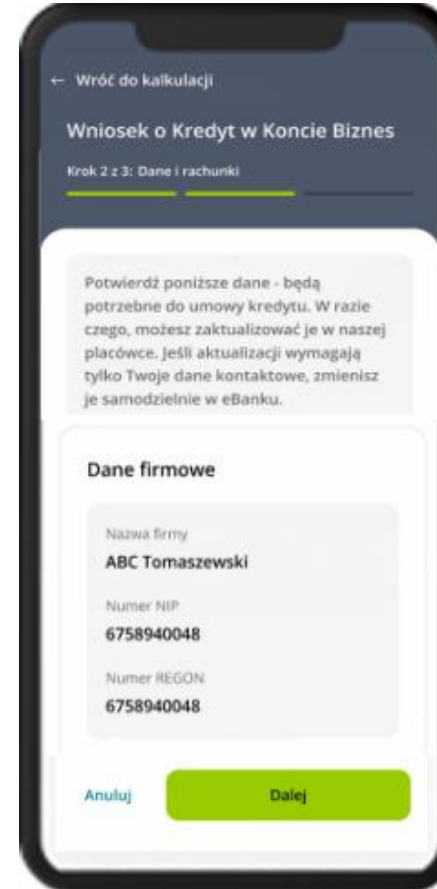 ← Wróć do kalkulacji
Wniosek o Kredyt w Koncie Biznes
Krok 2 z 3: Dane i rachunki
Potwierdź poniższe dane - będą
potrzebne do umowy kredytu. W razie
czego, możesz zaktualizować je w naszej
placówce. Jeśli aktualizacji wymagają
tylko Twoje dane kontaktowe, zmienisz
je samodzielnie w eBanku.
Dane firmowe
Nazwa firmy
ABC Tomaszewski
Numer NIP
6758940048
Numer REGON
6758940048
Anuluj
Dalej